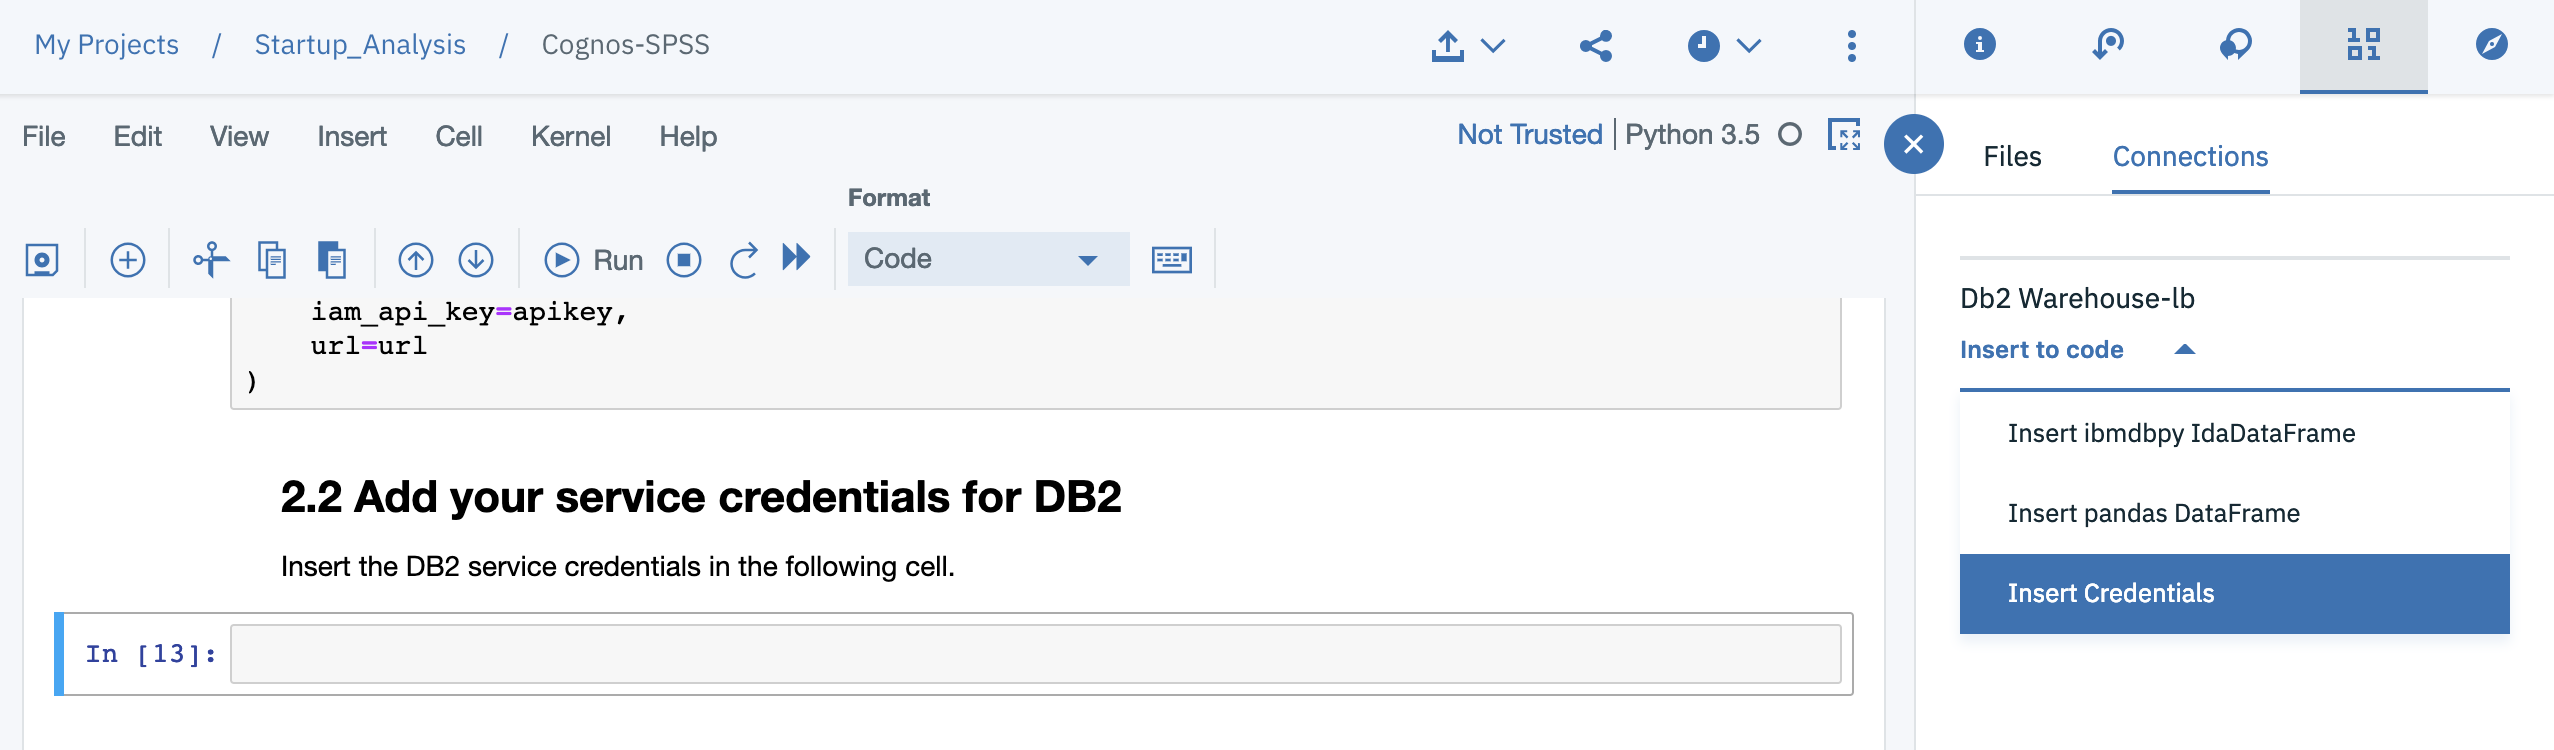 My Projects / Startup_Analysis / Cognos-SPSS
File Edit View Insert Cell Kernel Help
Not Trusted | Python 3.5
Format
Run
Code
iam_api_key=apikey,
url=url
)
2.2 Add your service credentials for DB2
Insert the DB2 service credentials in the following cell.
In [13]:
Files Connections
Db2 Warehouse-lb
Insert to code
Insert ibmdbpy IdaDataFrame
Insert pandas DataFrame
Insert Credentials